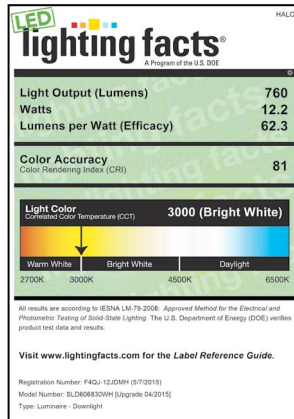 HALO
LED
lighting facts®
A Program of the U.S. DOE
Light Output (Lumens) 760
Watts 12.2
Lumens per Watt (Efficacy) 62.3
Color Accuracy 81
Color Rendering Index (CRI)
Light Color 3000 (Bright White)
Correlated Color Temperature (CCT)
Warm White Bright White Daylight
2700K 3000K 4500K 6500K
All results are according to IESNA LM-79-2008: Approved Method for the Electrical and
Photometric Testing of Solid-State Lighting. The U.S. Department of Energy (DOE) verifies
product test data and results.
Visit www.lightingfacts.com for the Label Reference Guide.
Registration Number: F4QJ-12JDMH (5/7/2015)
Model Number: SLD606830WH [Upgrade 04/2015]
Type: Luminaire - Downlight